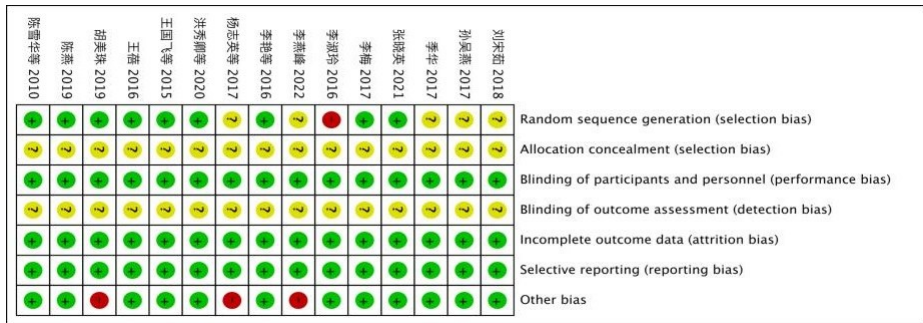 陈雪华等 2010
陈燕 2019
胡美珠 2019
王蓓 2016
王国飞等 2015
洪秀卿等 2020
杨志英等 2017
李艳等 2016
李燕峰 2022
李淑玲 2016
李梅 2017
张晓英 2021
季华 2017
孙吴燕 2017
刘宋茹 2018
+ + + + + + ? + ? - + + ? ? ? Random sequence generation (selection bias)
? ? ? ? ? ? ? ? ? ? ? ? ? ? ? Allocation concealment (selection bias)
+ + + + + + + + + + + + + + + Blinding of participants and personnel (performance bias)
? ? ? ? ? ? ? ? ? ? ? ? ? ? ? Blinding of outcome assessment (detection bias)
+ + + + + + + + + + + + + + + Incomplete outcome data (attrition bias)
+ + + + + + + + + + + + + + + Selective reporting (reporting bias)
+ + - + + + - + - + + + + + + Other bias